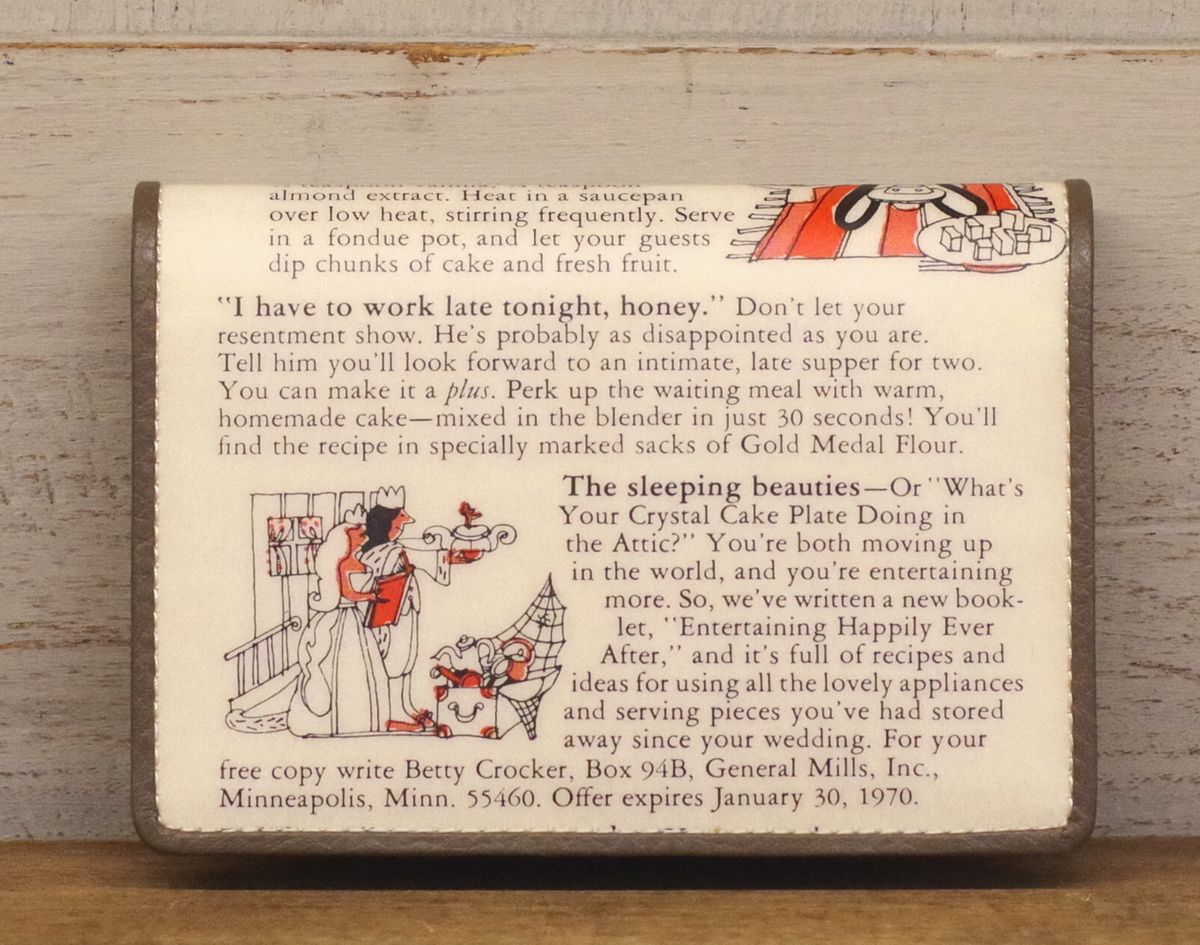 almond extract. Heat in a saucepan
over low heat, stirring frequently. Serve
in a fondue pot, and let your guests
dip chunks of cake and fresh fruit.
"I have to work late tonight, honey." Don't let your
resentment show. He's probably as disappointed as you are.
Tell him you'll look forward to an intimate, late supper for two.
You can make it a plus. Perk up the waiting meal with warm,
homemade cake—mixed in the blender in just 30 seconds! You'll
find the recipe in specially marked sacks of Gold Medal Flour.
The sleeping beauties—Or "What's
Your Crystal Cake Plate Doing in
the Attic?" You're both moving up
in the world, and you're entertaining
more. So, we've written a new book-
let, "Entertaining Happily Ever
After," and it's full of recipes and
ideas for using all the lovely appliances
and serving pieces you've had stored
away since your wedding. For your
free copy write Betty Crocker, Box 94B, General Mills, Inc.,
Minneapolis, Minn. 55460. Offer expires January 30, 1970.